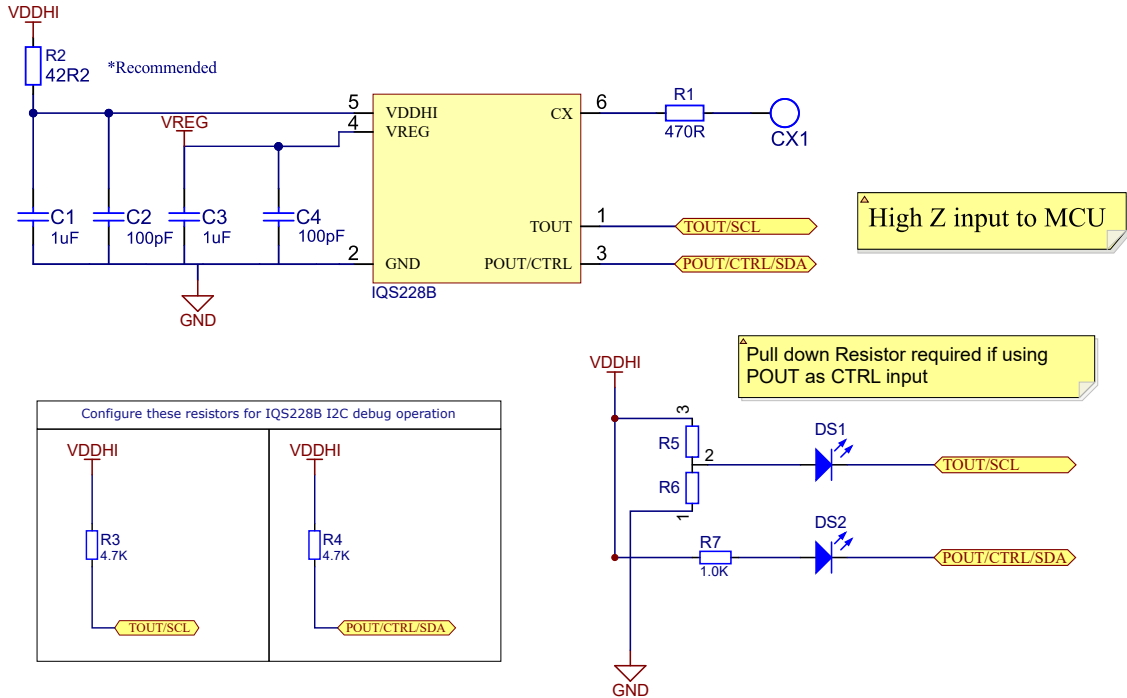 VDDHI
R2
42R2
*Recommended
VREG
5
4
2
VDDHI
VREG
GND
CX
TOUT
POUT/CTRL
6
1
3
IQS228B
R1
470R
CX1
TOUT/SCL
POUT/CTRL/SDA
C1
1uF
C2
100pF
C3
1uF
C4
100pF
GND
High Z input to MCU
Pull down Resistor required if using
POUT as CTRL input
Configure these resistors for IQS228B I2C debug operation
VDDHI
R3
4.7K
TOUT/SCL
VDDHI
R4
4.7K
POUT/CTRL/SDA
VDDHI
3
R5
2
R6
1
DS1
TOUT/SCL
R7
1.0K
DS2
POUT/CTRL/SDA
GND